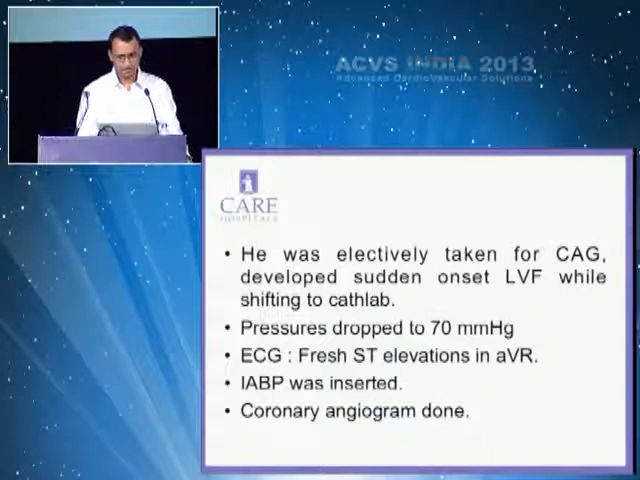 ACVS INDIA 2013
Advanced CardioVascular Solutions
CARE
HOSPITALS
• He was electively taken for CAG,
developed sudden onset LVF while
shifting to cathlab.
• Pressures dropped to 70 mmHg
• ECG : Fresh ST elevations in aVR.
• IABP was inserted.
• Coronary angiogram done.